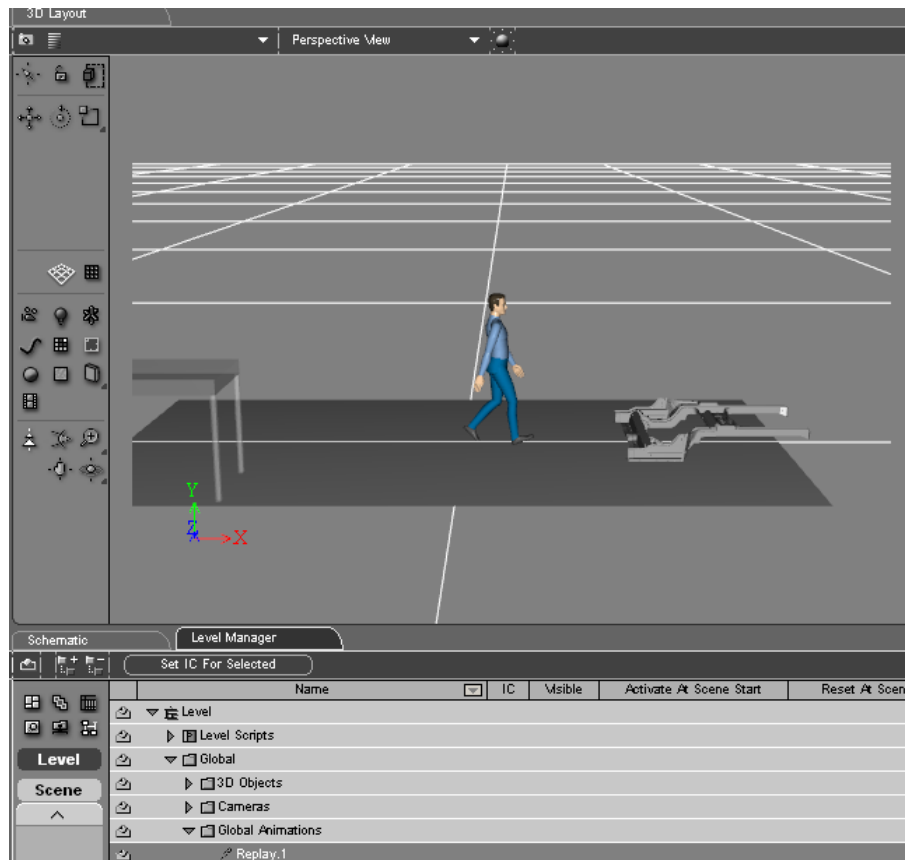 3D Layout
Perspective View
Y
Z
X
Schematic
Level Manager
Set IC For Selected
Name IC Visible Activate At Scene Start Reset At Scen
Level
Level Scripts
Global
Level
3D Objects
Scene
Cameras
Global Animations
Replay.1